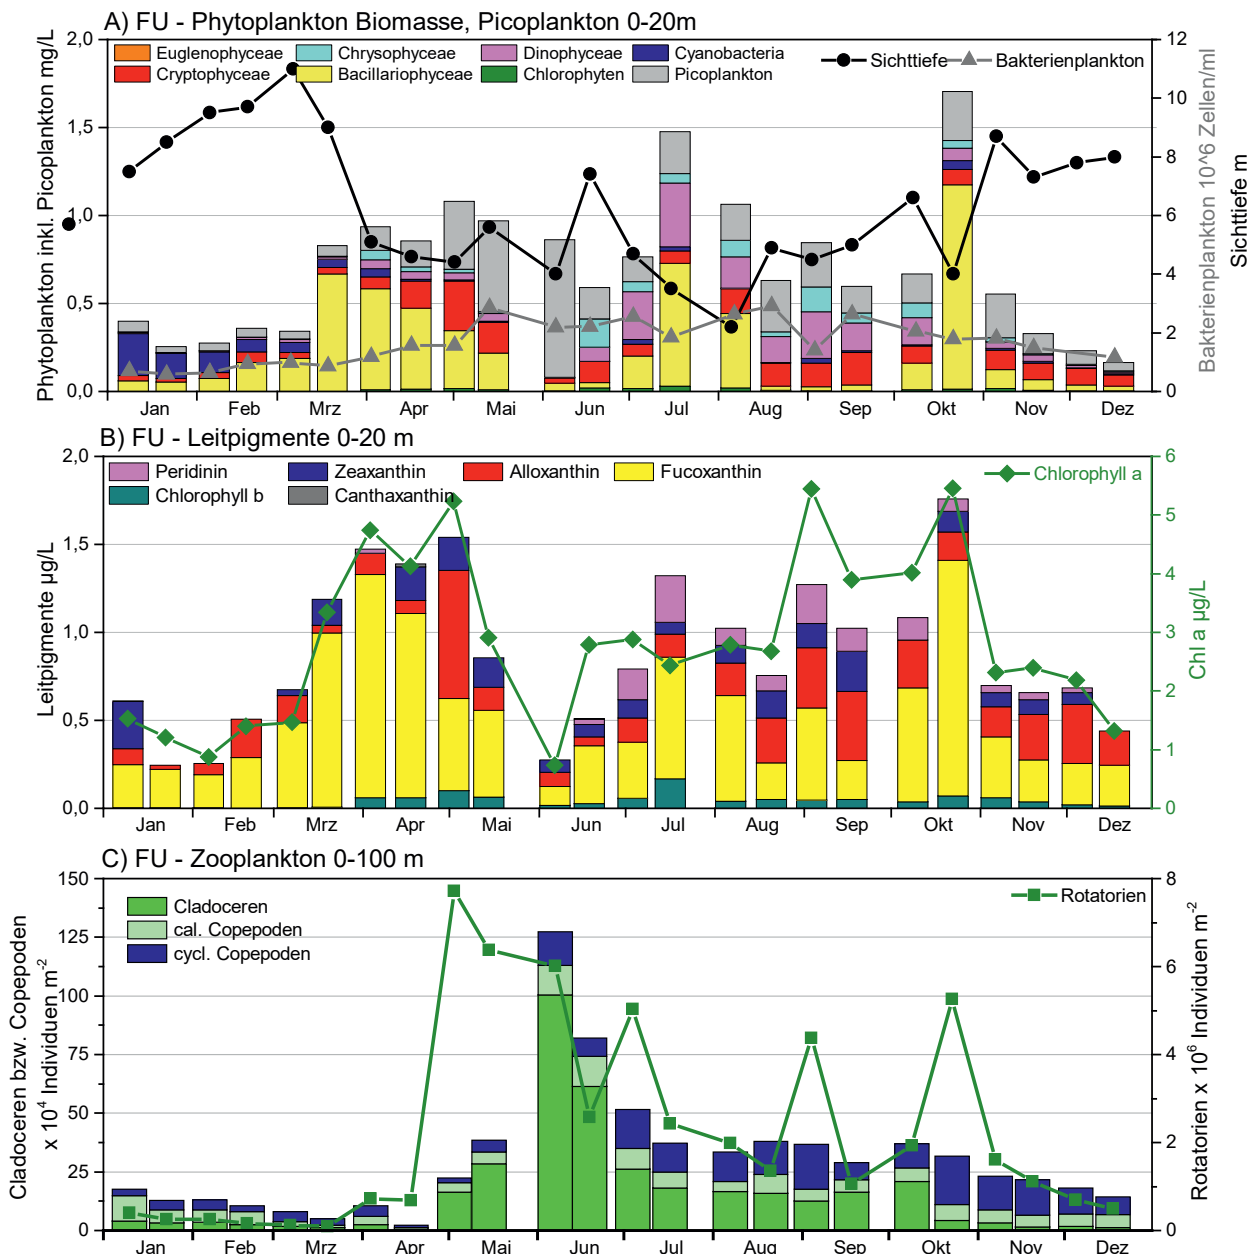 A) FU - Phytoplankton Biomasse, Picoplankton 0-20m
2,0
1,5
1,0
0,5
0,0
Phytoplankton inkl. Picoplankton mg/L
Euglenophyceae
Chrysophyceae
Dinophyceae
Cyanobacteria
Cryptophyceae
Bacillariophyceae
Chlorophyten
Picoplankton
Sichttiefe
Bakterienplankton
12
10
8
6
4
2
0
Bakterienplankton 10^6 Zellen/ml
Sichttiefe m
Jan Feb Mrz Apr Mai Jun Jul Aug Sep Okt Nov Dez
B) FU - Leitpigmente 0-20 m
2,0
1,5
1,0
0,5
0,0
Leitpigmente µg/L
Peridinin
Zeaxanthin
Alloxanthin
Fucoxanthin
Chlorophyll b
Canthaxanthin
Chlorophyll a
6
5
4
3
2
1
0
Chl a µg/L
Jan Feb Mrz Apr Mai Jun Jul Aug Sep Okt Nov Dez
C) FU - Zooplankton 0-100 m
150
125
100
75
50
25
0
Cladoceren bzw. Copepoden
x 10⁴ Individuen m⁻²
Cladoceren
cal. Copepoden
cycl. Copepoden
Rotatorien
8
6
4
2
0
Rotatorien x 10⁶ Individuen m⁻²
Jan Feb Mrz Apr Mai Jun Jul Aug Sep Okt Nov Dez